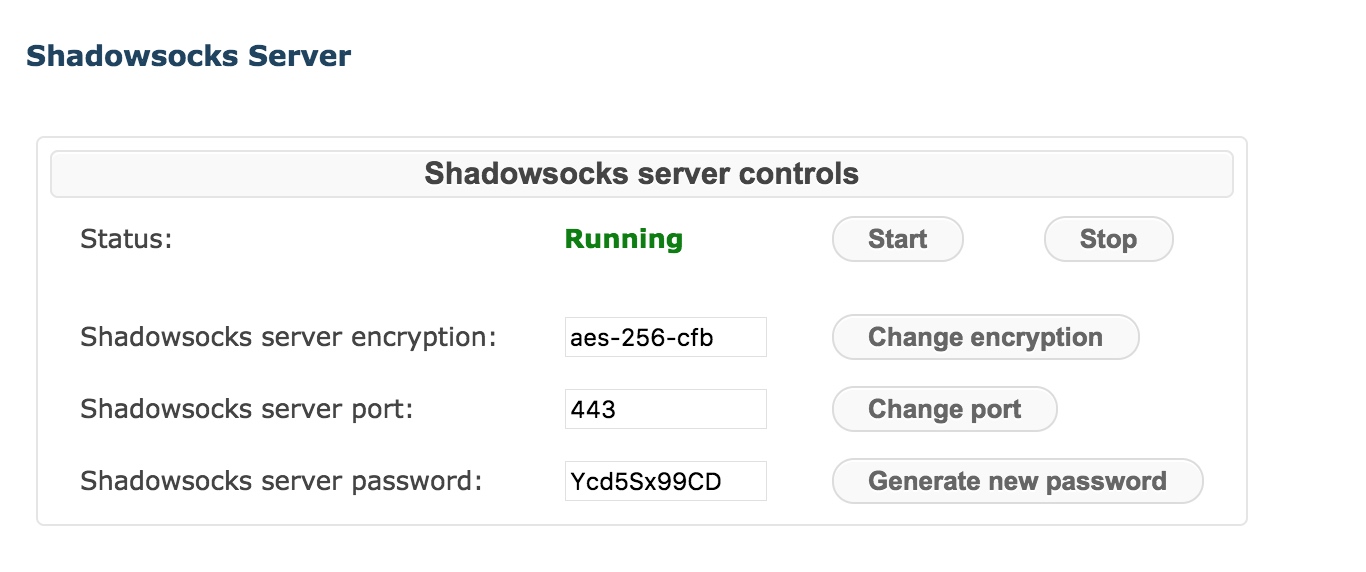 Shadowsocks Server
Shadowsocks server controls
Status: Running Start Stop
Shadowsocks server encryption: aes-256-cfb Change encryption
Shadowsocks server port: 443 Change port
Shadowsocks server password: Ycd5Sx99CD Generate new password